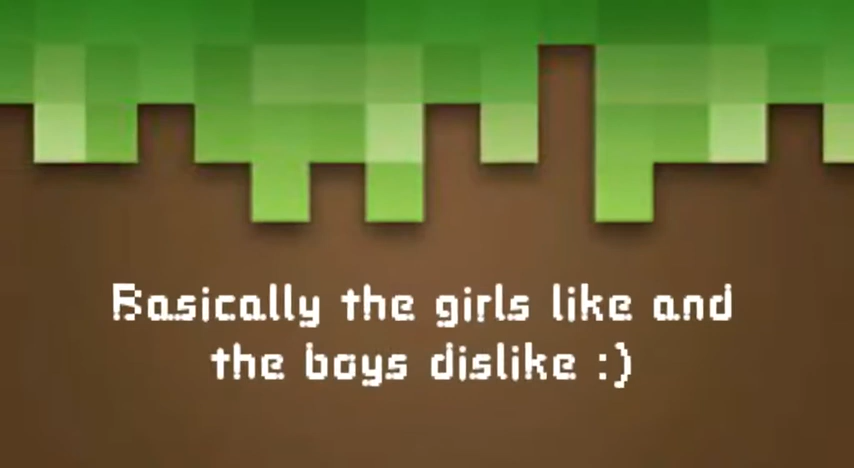 Basically the girls like and
the boys dislike :)